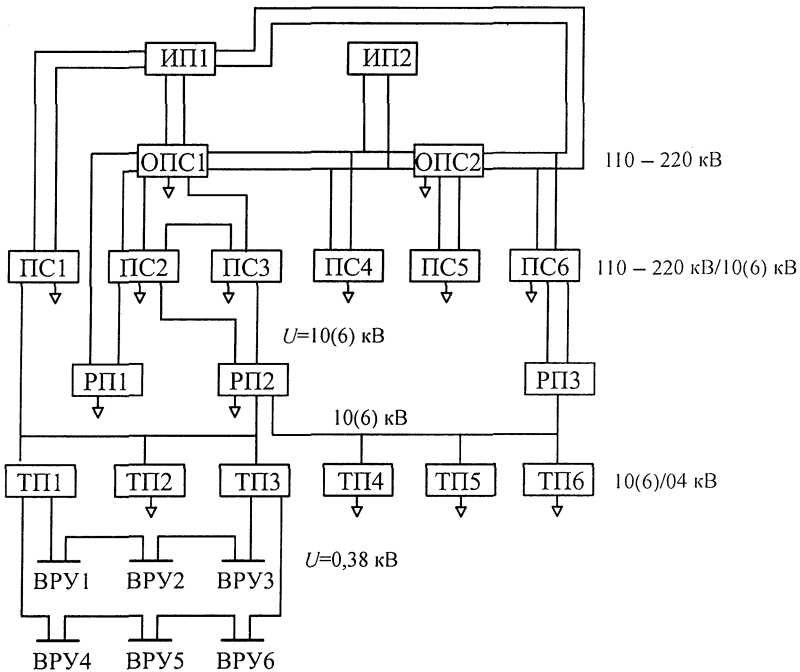 ИП1 ИП2
ОПС1 ОПС2 110 – 220 кВ
ПС1 ПС2 ПС3 ПС4 ПС5 ПС6 110 – 220 кВ/10(6) кВ
U=10(6) кВ
РП1 РП2 РП3
10(6) кВ
ТП1 ТП2 ТП3 ТП4 ТП5 ТП6 10(6)/04 кВ
U=0,38 кВ
ВРУ1 ВРУ2 ВРУ3
ВРУ4 ВРУ5 ВРУ6